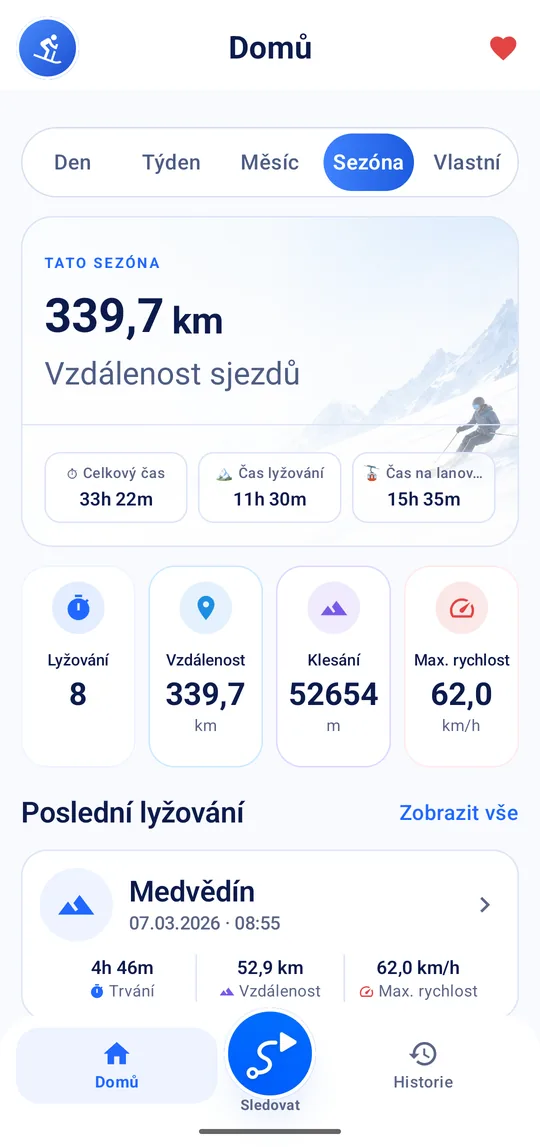 Domů
Den Týden Měsíc Sezóna Vlastní
TATO SEZÓNA
339,7 km
Vzdálenost sjezdů
Celkový čas Čas lyžování Čas na lanov...
33h 22m 11h 30m 15h 35m
Lyžování Vzdálenost Klesání Max. rychlost
8 339,7 52654 62,0
km m km/h
Poslední lyžování Zobrazit vše
Medvědín
07.03.2026 · 08:55
4h 46m 52,9 km 62,0 km/h
Trvání Vzdálenost Max. rychlost
Domů Sledovat Historie